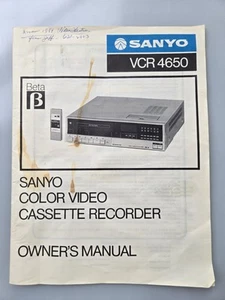 SANYO
VCR 4650
Beta
β
SANYO
COLOR VIDEO
CASSETTE RECORDER
OWNER'S MANUAL